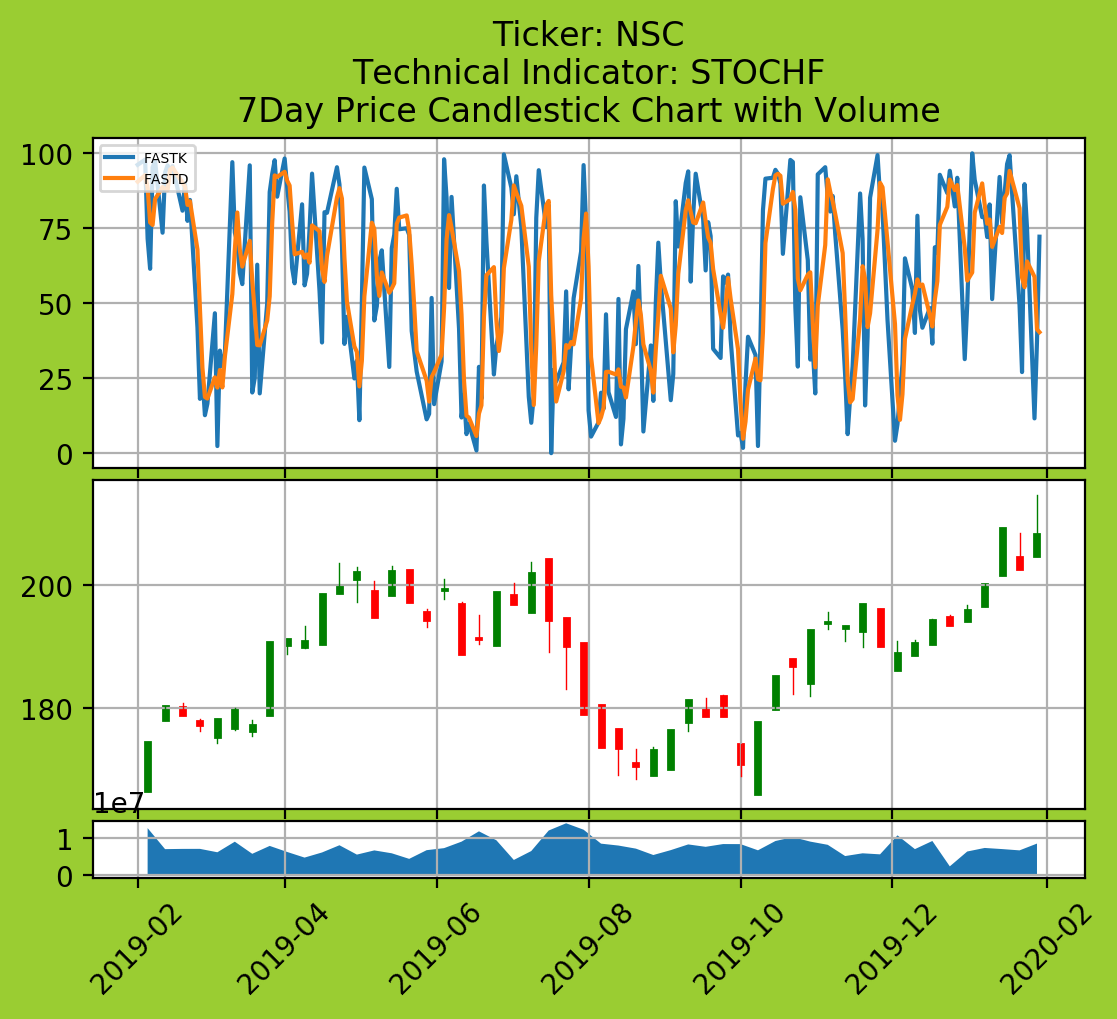 Ticker: NSC
Technical Indicator: STOCHF
7Day Price Candlestick Chart with Volume
100
75
50
25
0
FASTK
FASTD
200
180
1e7
1
0
2019-02
2019-04
2019-06
2019-08
2019-10
2019-12
2020-02